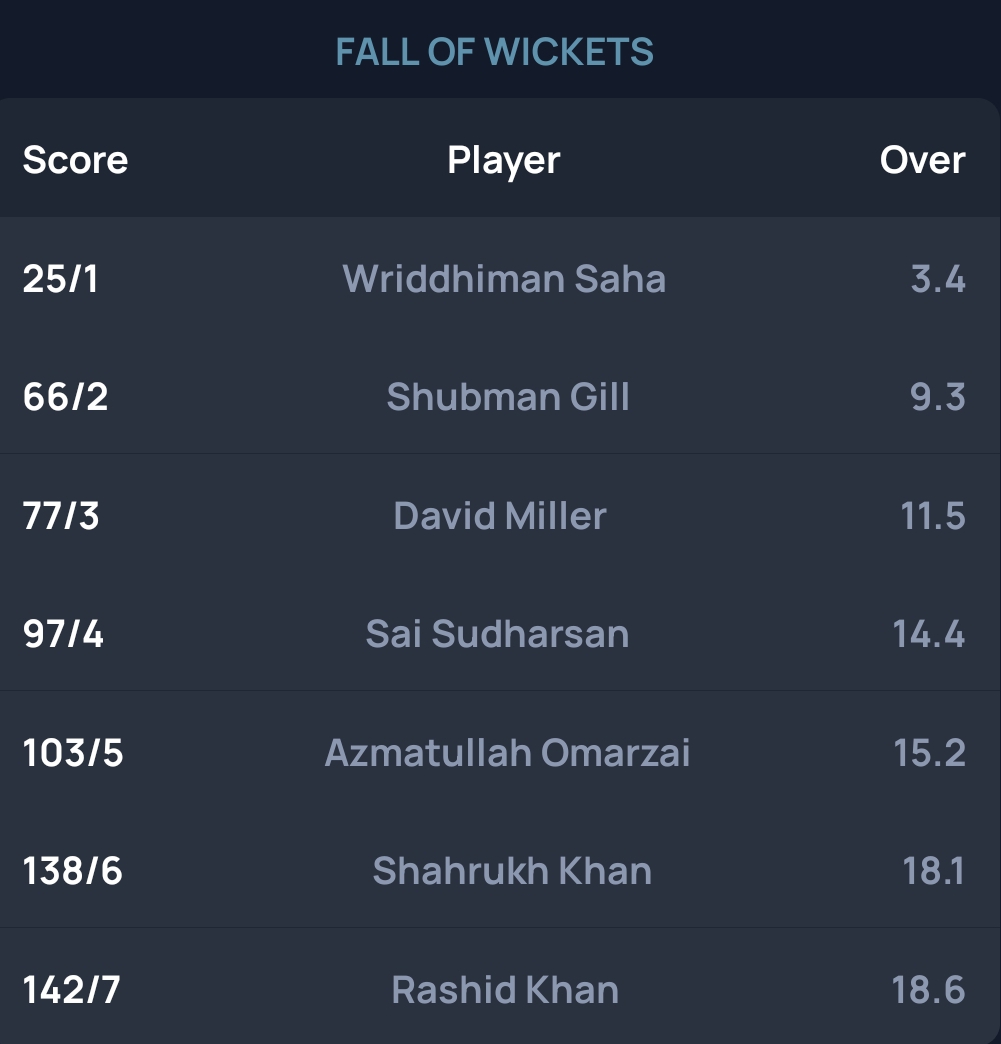 FALL OF WICKETS
Score Player Over
25/1 Wriddhiman Saha 3.4
66/2 Shubman Gill 9.3
77/3 David Miller 11.5
97/4 Sai Sudharsan 14.4
103/5 Azmatullah Omarzai 15.2
138/6 Shahrukh Khan 18.1
142/7 Rashid Khan 18.6